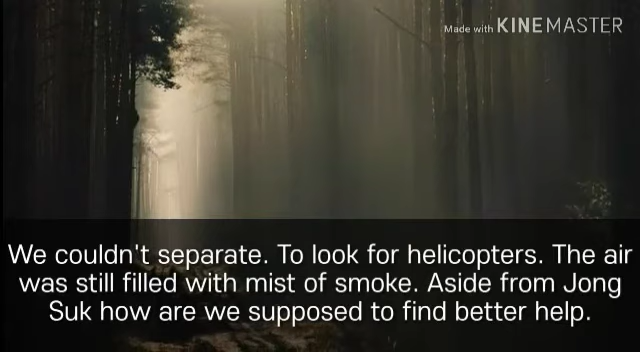 Made with KINEMASTER
We couldn't separate. To look for helicopters. The air
was still filled with mist of smoke. Aside from Jong
Suk how are we supposed to find better help.